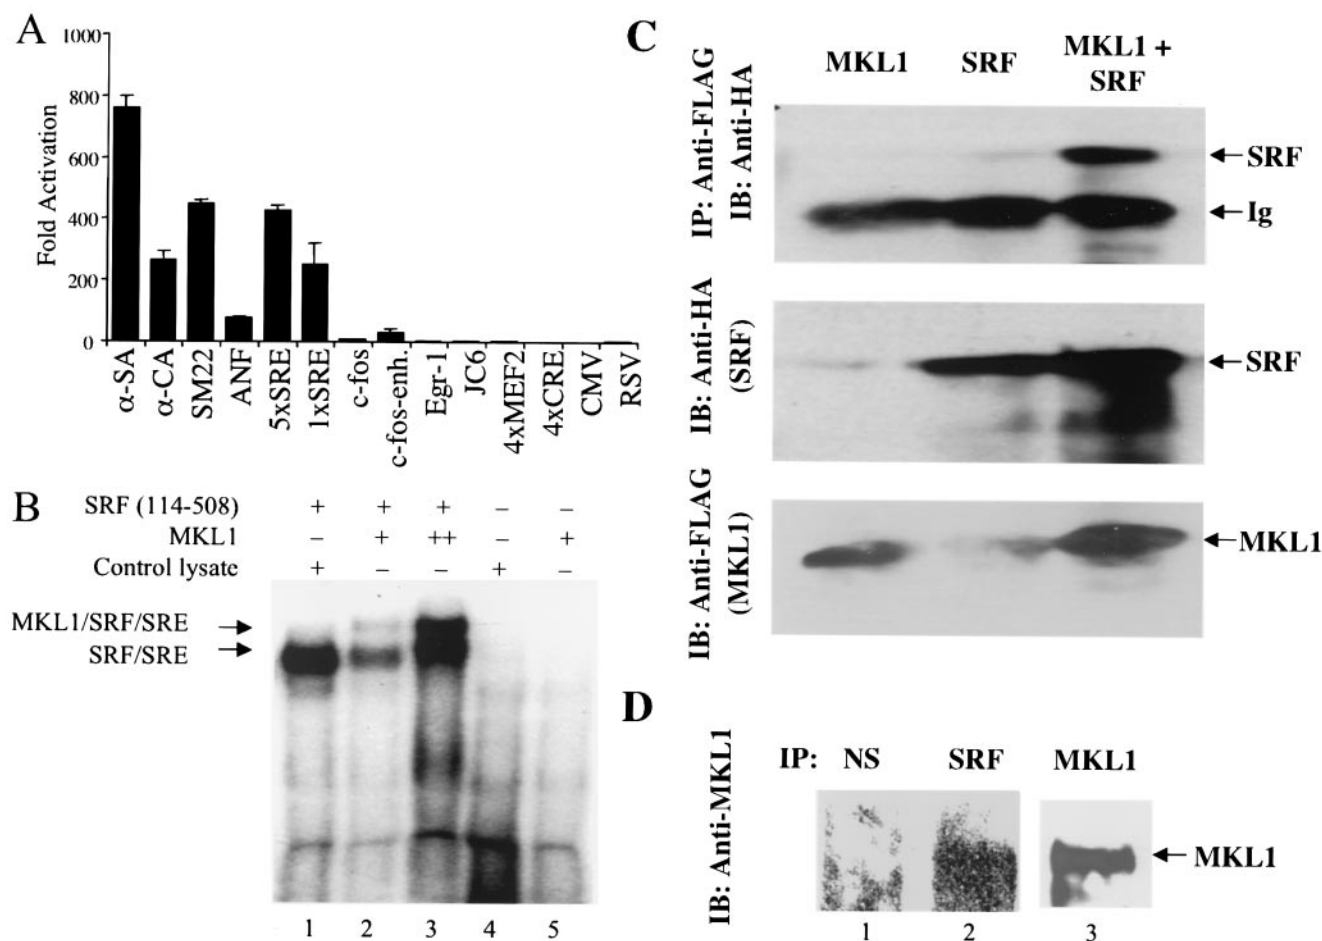 A
Fold Activation
1000
800
600
400
200
0
α-SA
α-CA
SM22
ANF
5xSRE
1xSRE
c-fos
c-fos-enh.
Egr-1
JC6
4xMEF2
4xCRE
CMV
RSV
B
SRF (114-508) + + + – –
MKL1 – + ++ – +
Control lysate + – – + –
MKL1/SRF/SRE
SRF/SRE
1 2 3 4 5
C
MKL1 SRF MKL1 +
SRF
IP: Anti-FLAG
IB: Anti-HA
SRF
Ig
IB: Anti-HA
(SRF)
SRF
IB: Anti-FLAG
(MKL1)
MKL1
D
IP: NS SRF MKL1
IB: Anti-MKL1
MKL1
1 2 3